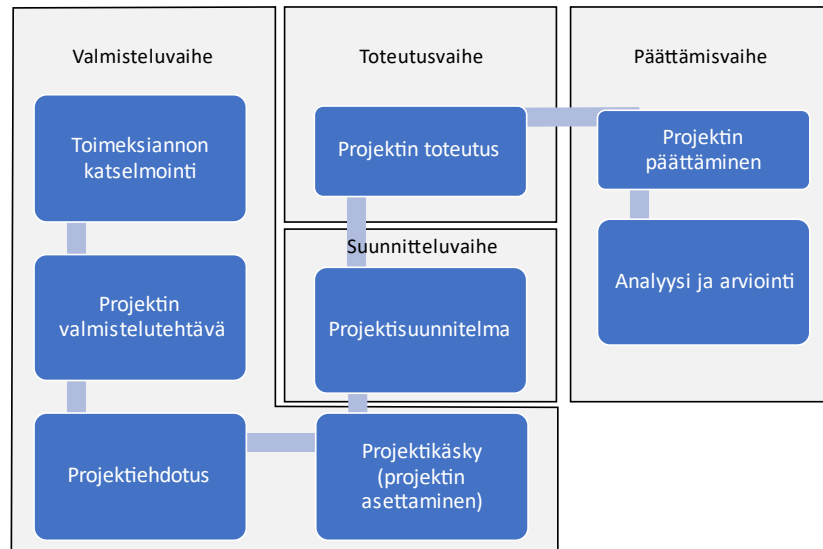 Valmisteluvaihe
Toimeksiannon
katselmointi
Projektin
valmistelutehtävä
Projektiehdotus
Projektikäsky
(projektin
asettaminen)
Suunnitteluvaihe
Projektisuunnitelma
Toteutusvaihe
Projektin toteutus
Päättämisvaihe
Projektin
päättäminen
Analyysi ja arviointi